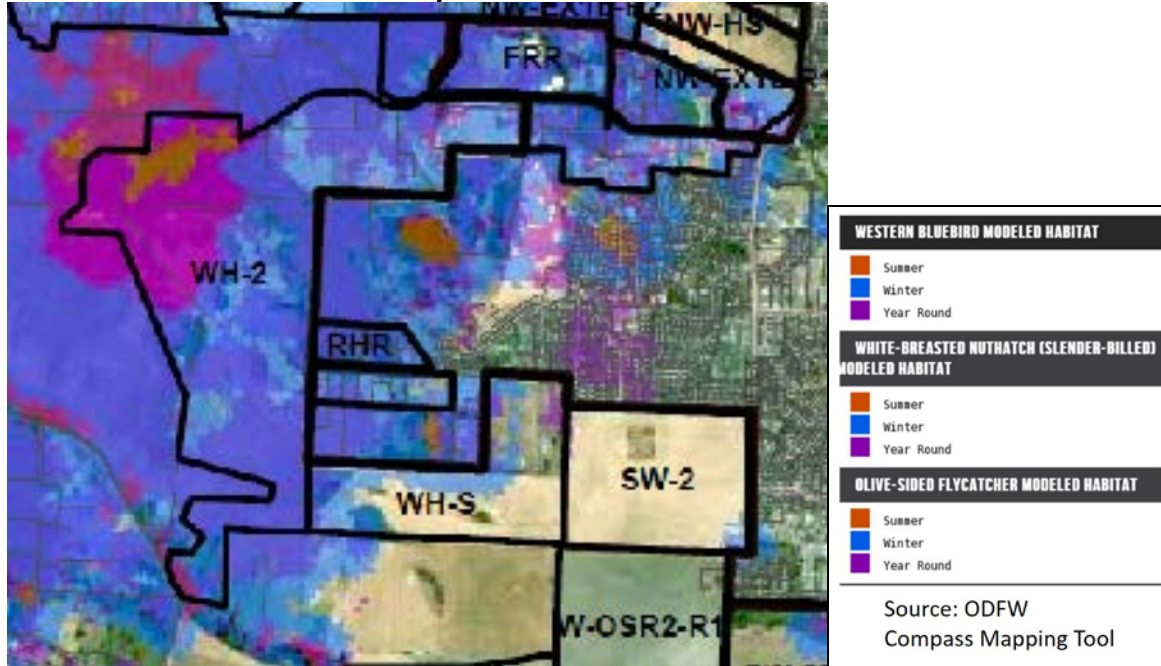 FRR
NW-HS
WH-2
RHR
WH-S
SW-2
W-OSR2-R1
WESTERN BLUEBIRD MODELED HABITAT
Summer
Winter
Year Round
WHITE-BREASTED NUTHATCH (SLENDER-BILLED)
MODELED HABITAT
Summer
Winter
Year Round
OLIVE-SIDED FLYCATCHER MODELED HABITAT
Summer
Winter
Year Round
Source: ODFW
Compass Mapping Tool